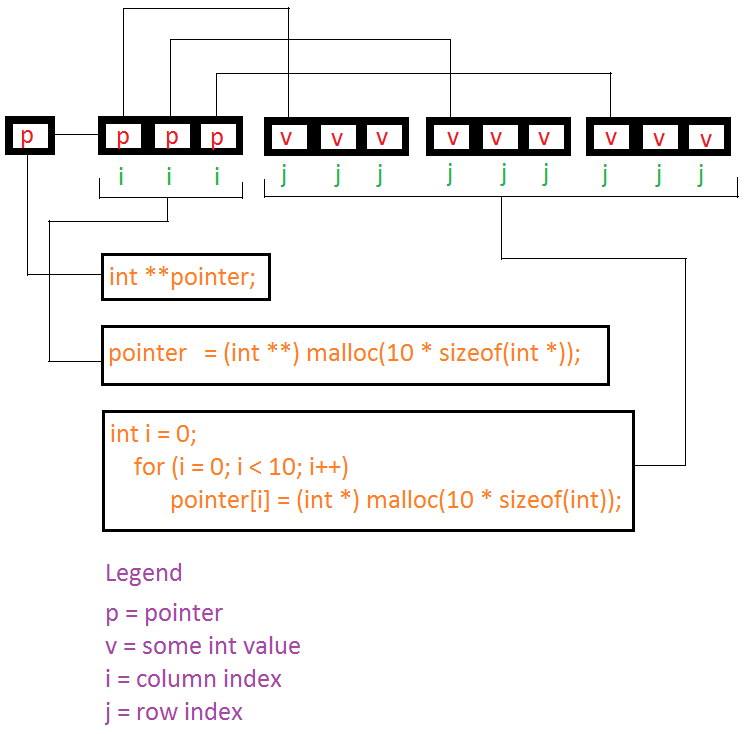 p p p p v v v v v v v v v
i i i j j j j j j j j j
int **pointer;
pointer = (int **) malloc(10 * sizeof(int *));
int i = 0;
for (i = 0; i < 10; i++)
pointer[i] = (int *) malloc(10 * sizeof(int));
Legend
p = pointer
v = some int value
i = column index
j = row index